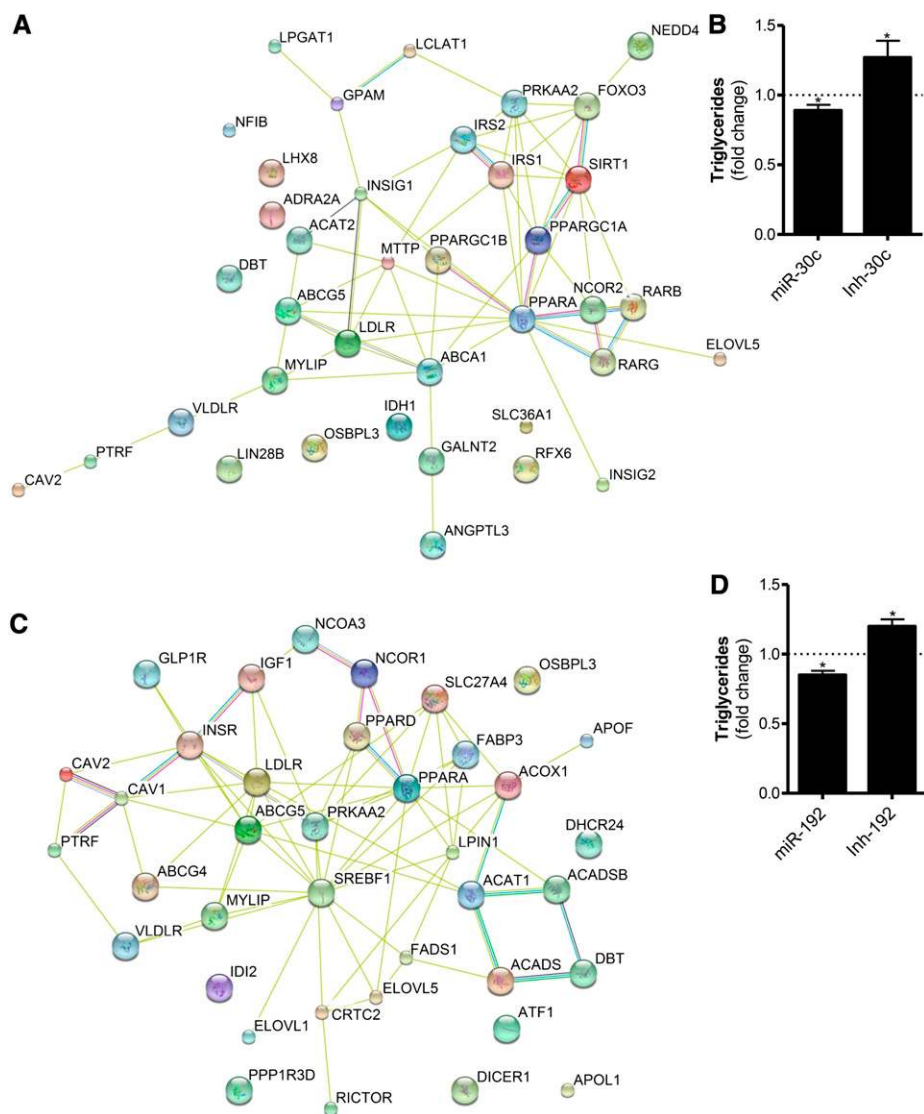 A
LPGAT1
LCLAT1
NEDD4
GPAM
PRKAA2
FOXO3
NFIB
IRS2
LHX8
IRS1
SIRT1
INSIG1
ADRA2A
ACAT2
PPARGC1B
PPARGC1A
MTTP
DBT
NCOR2
RARB
ABCG5
PPARA
LDLR
ELOVL5
MYLIP
ABCA1
RARG
VLDLR
IDH1
SLC36A1
OSBPL3
PTRF
GALNT2
LIN28B
RFX6
CAV2
INSIG2
ANGPTL3
B
Triglycerides
(fold change)
1.5
1.0
0.5
0.0
*
*
miR-30c
Inh-30c
C
NCOA3
GLP1R
IGF1
NCOR1
OSBPL3
SLC27A4
PPARD
APOF
INSR
FABP3
CAV2
LDLR
PPARA
ACOX1
CAV1
ABCG5
PRKAA2
PTRF
LPIN1
DHCR24
ABCG4
SREBF1
ACAT1
ACADSB
MYLIP
VLDLR
FADS1
DBT
IDI2
ACADS
ELOVL5
ELOVL1
CRTC2
ATF1
PPP1R3D
DICER1
APOL1
RICTOR
D
Triglycerides
(fold change)
1.5
1.0
0.5
0.0
*
*
miR-192
Inh-192